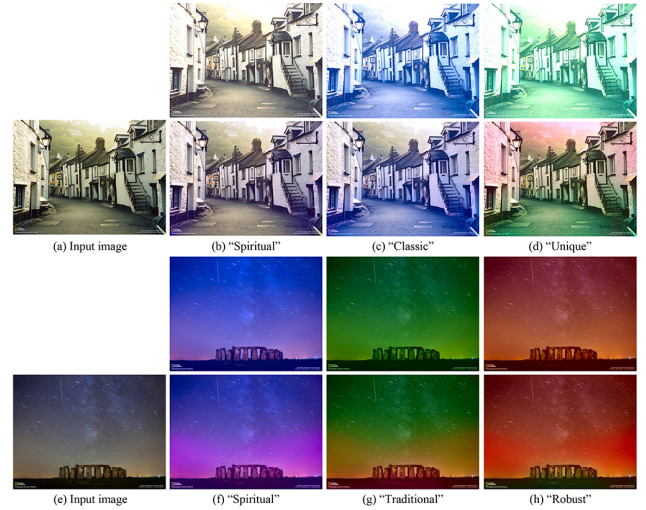 (a) Input image
(b) “Spiritual”
(c) “Classic”
(d) “Unique”
(e) Input image
(f) “Spiritual”
(g) “Traditional”
(h) “Robust”